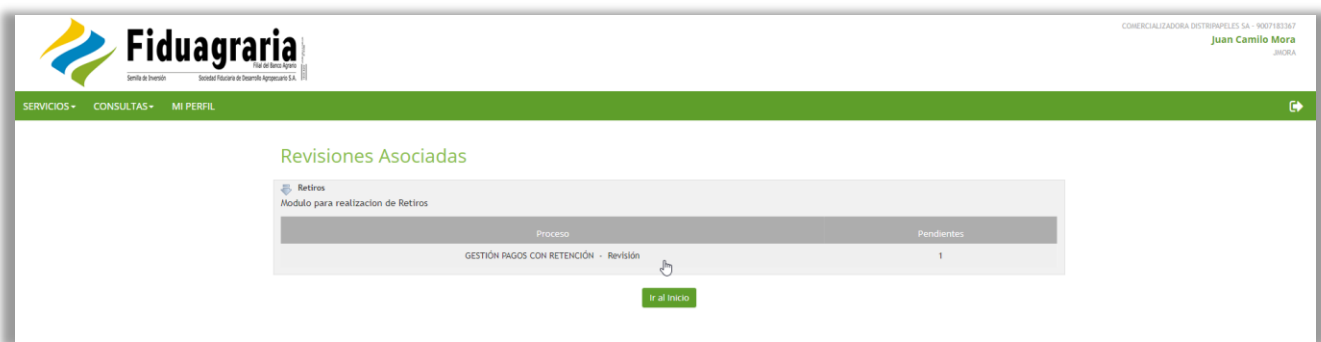 COMERCIALIZADORA DISTRIPAPELES SA - 9007183367
Juan Camilo Mora
JMORA
Fiduagraria
Filial del Banco Agrario
Semilla de Inversión Sociedad Fiduciaria de Desarrollo Agropecuario S.A.
SERVICIOS CONSULTAS MI PERFIL
Revisiones Asociadas
Retiros
Modulo para realizacion de Retiros
Proceso Pendientes
GESTIÓN PAGOS CON RETENCIÓN - Revisión 1
Ir al Inicio